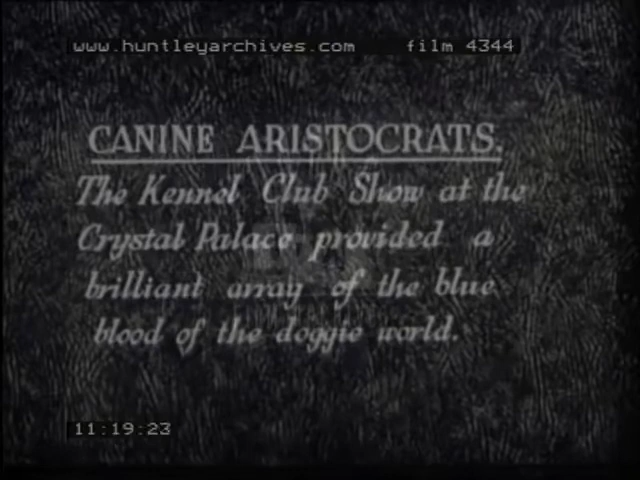 www.huntleyarchives.com film 4344
CANINE ARISTOCRATS.
The Kennel Club Show at the
Crystal Palace provided a
brilliant array of the blue
blood of the doggie world.
11:19:23